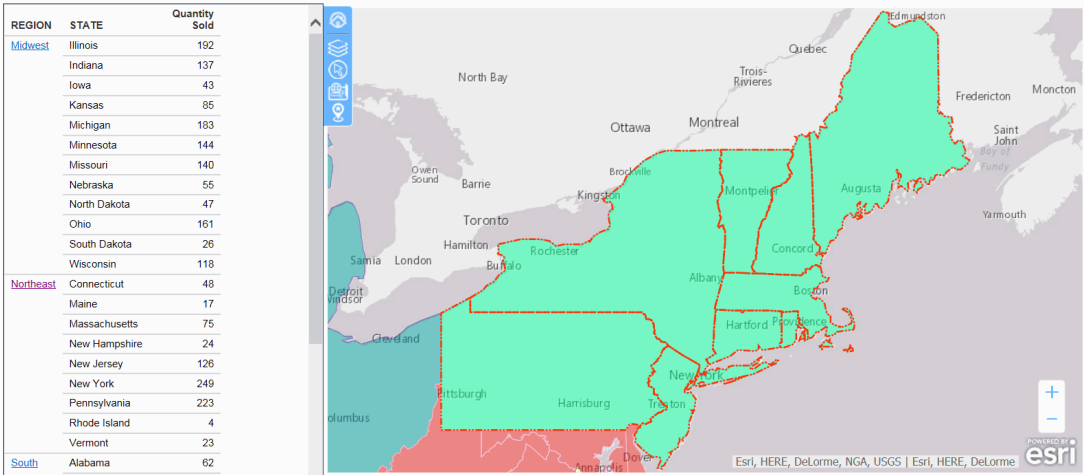 REGION STATE Quantity Sold
Midwest Illinois 192
Indiana 137
Iowa 43
Kansas 85
Michigan 183
Minnesota 144
Missouri 140
Nebraska 55
North Dakota 47
Ohio 161
South Dakota 26
Wisconsin 118
Northeast Connecticut 48
Maine 17
Massachusetts 75
New Hampshire 24
New Jersey 126
New York 249
Pennsylvania 223
Rhode Island 4
Vermont 23
South Alabama 62
Edmundston
Quebec
North Bay
Trois-
Rivieres
Fredericton
Moncton
Ottawa
Montreal
Saint
John
Bay of
Fundy
Owen
Sound
Barrie
Brockville
Kingston
Montpelier
Augusta
Yarmouth
Toronto
Hamilton
Rochester
Concord
Sarnia
London
Buffalo
Albany
Boston
Detroit
Windsor
Hartford
Providence
Cleveland
New York
Pittsburgh
Harrisburg
Trenton
olumbus
Dover
Annapolis
+
−
Esri, HERE, DeLorme, NGA, USGS | Esri, HERE, DeLorme
POWERED BY
esri